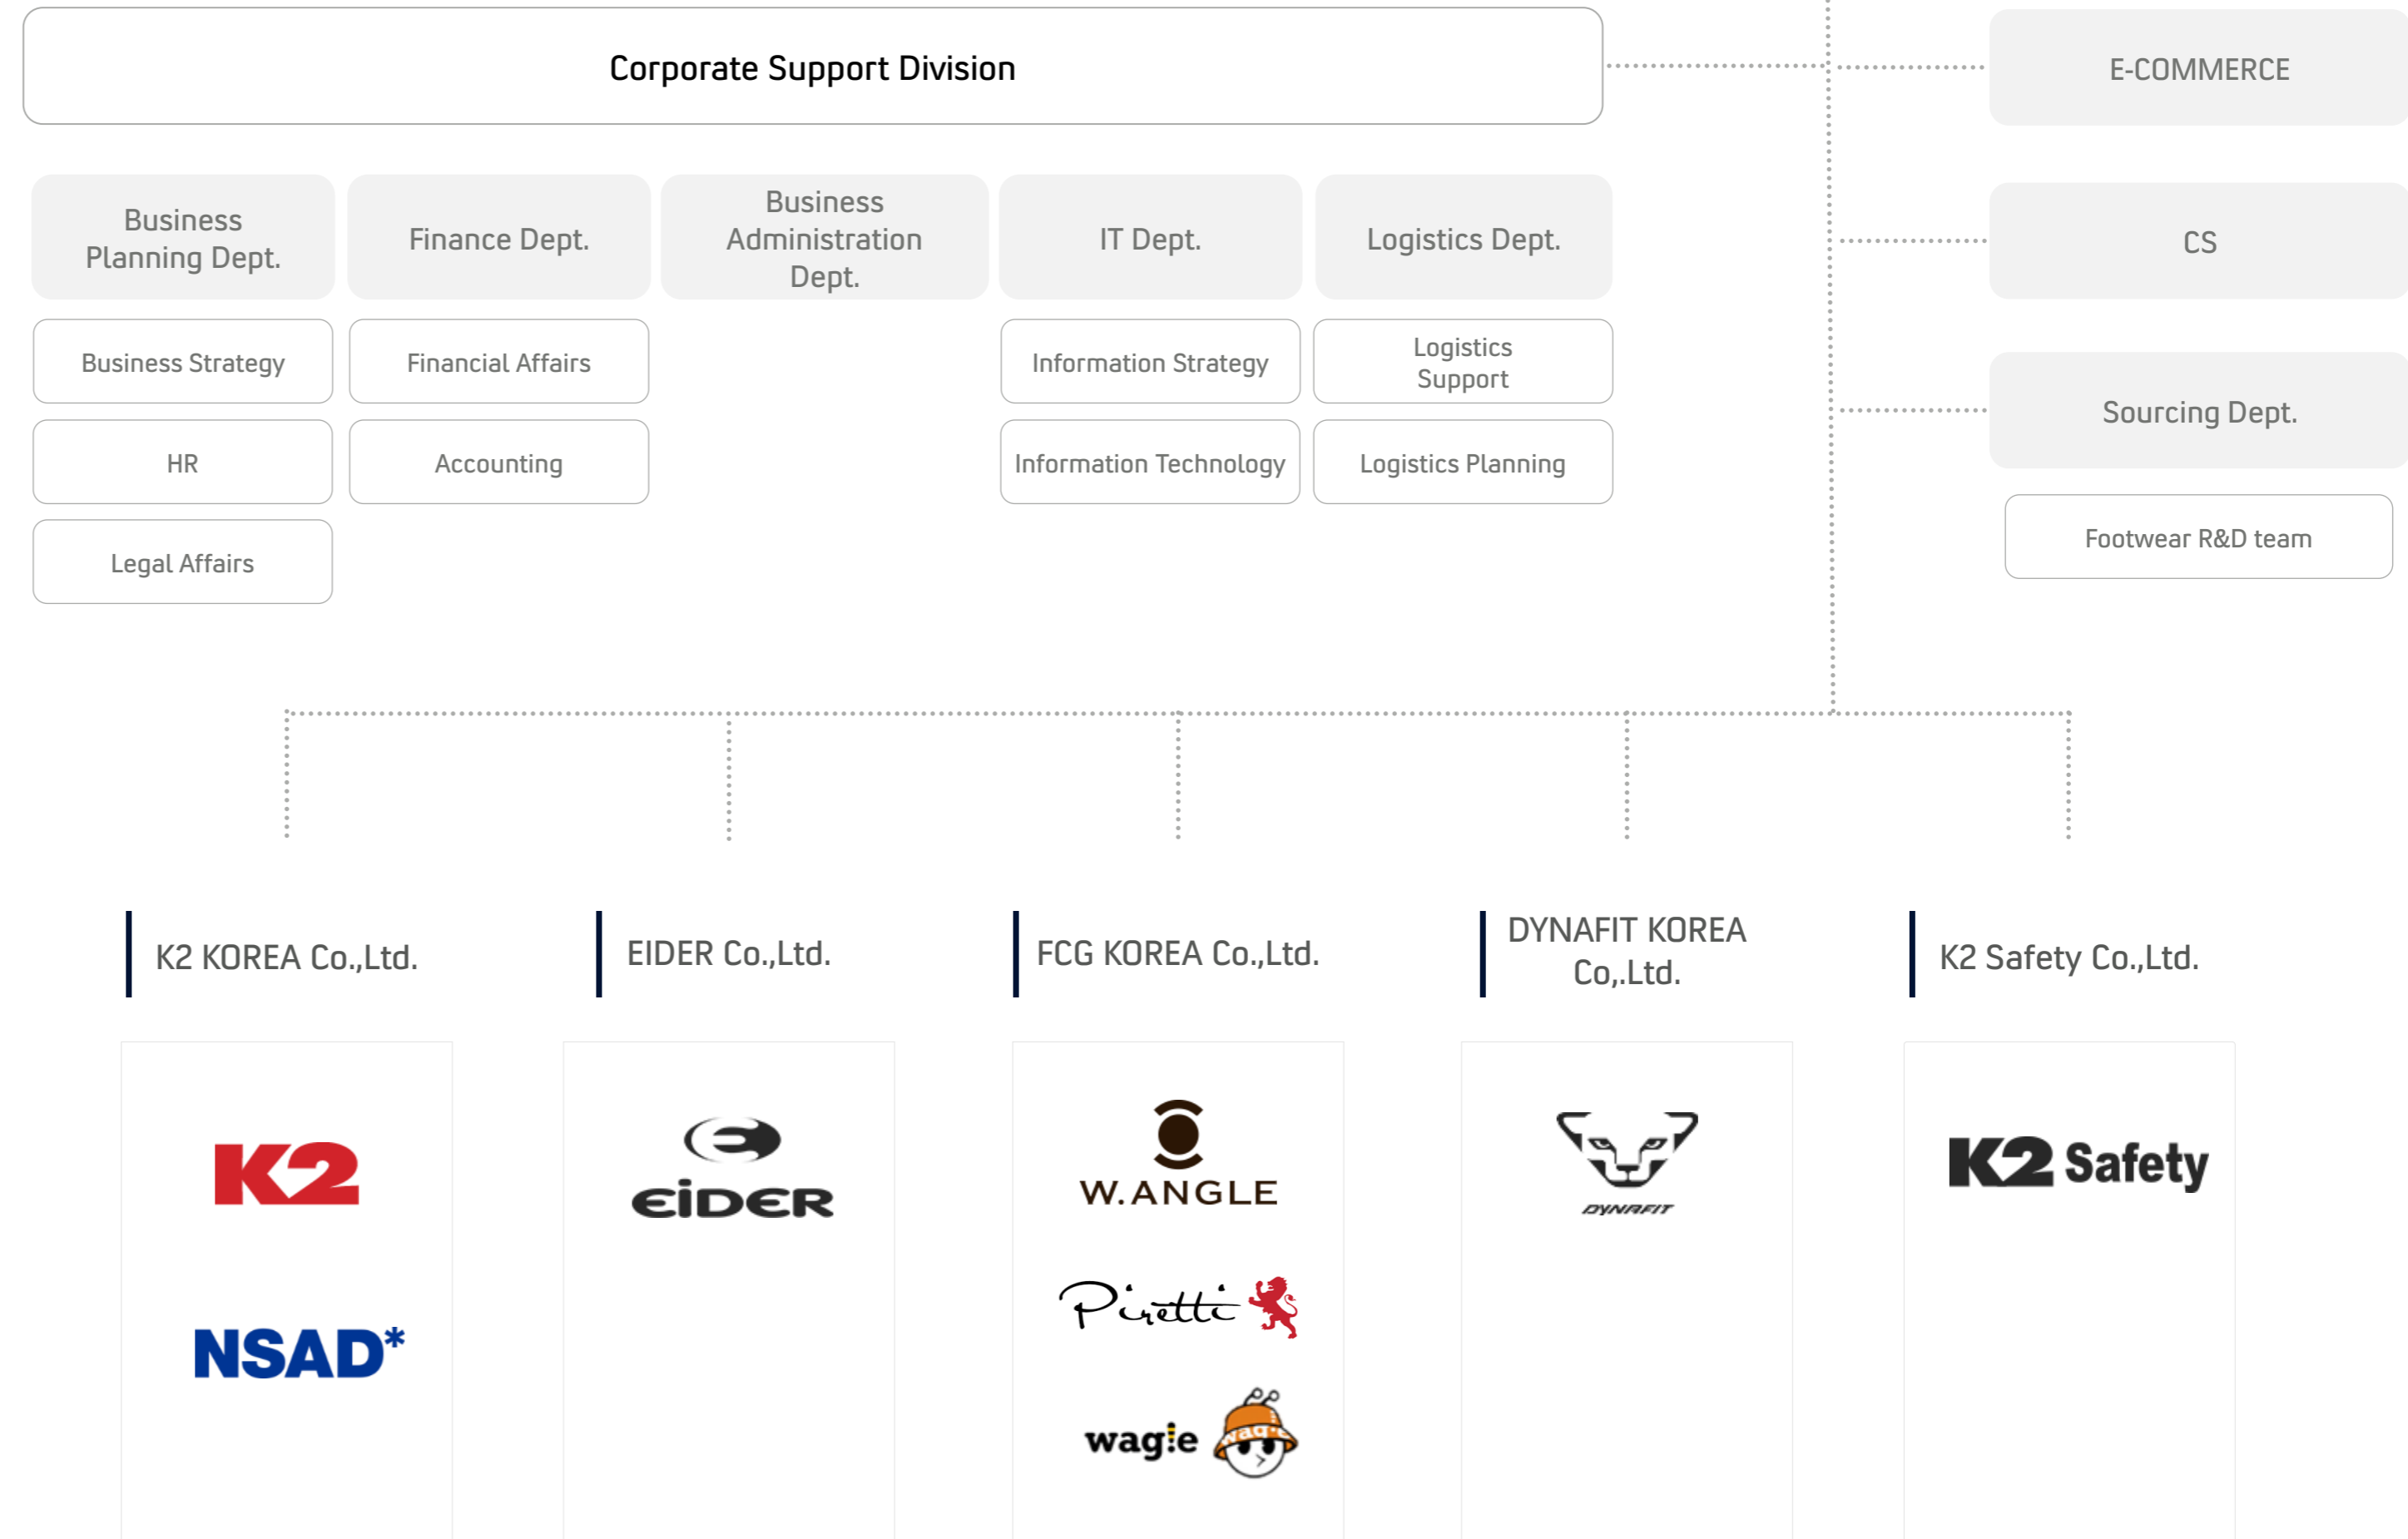 Corporate Support Division
E-COMMERCE
Business
Planning Dept.
Finance Dept.
Business
Administration
Dept.
IT Dept.
Logistics Dept.
CS
Business Strategy
Financial Affairs
Information Strategy
Logistics
Support
Sourcing Dept.
HR
Accounting
Information Technology
Logistics Planning
Legal Affairs
Footwear R&D team
K2 KOREA Co.,Ltd.
EIDER Co.,Ltd.
FCG KOREA Co.,Ltd.
DYNAFIT KOREA
Co,.Ltd.
K2 Safety Co.,Ltd.
K2
NSAD*
EiDER
W.ANGLE
Piretti
wag!e
wag!e
DYNAFIT
K2 Safety